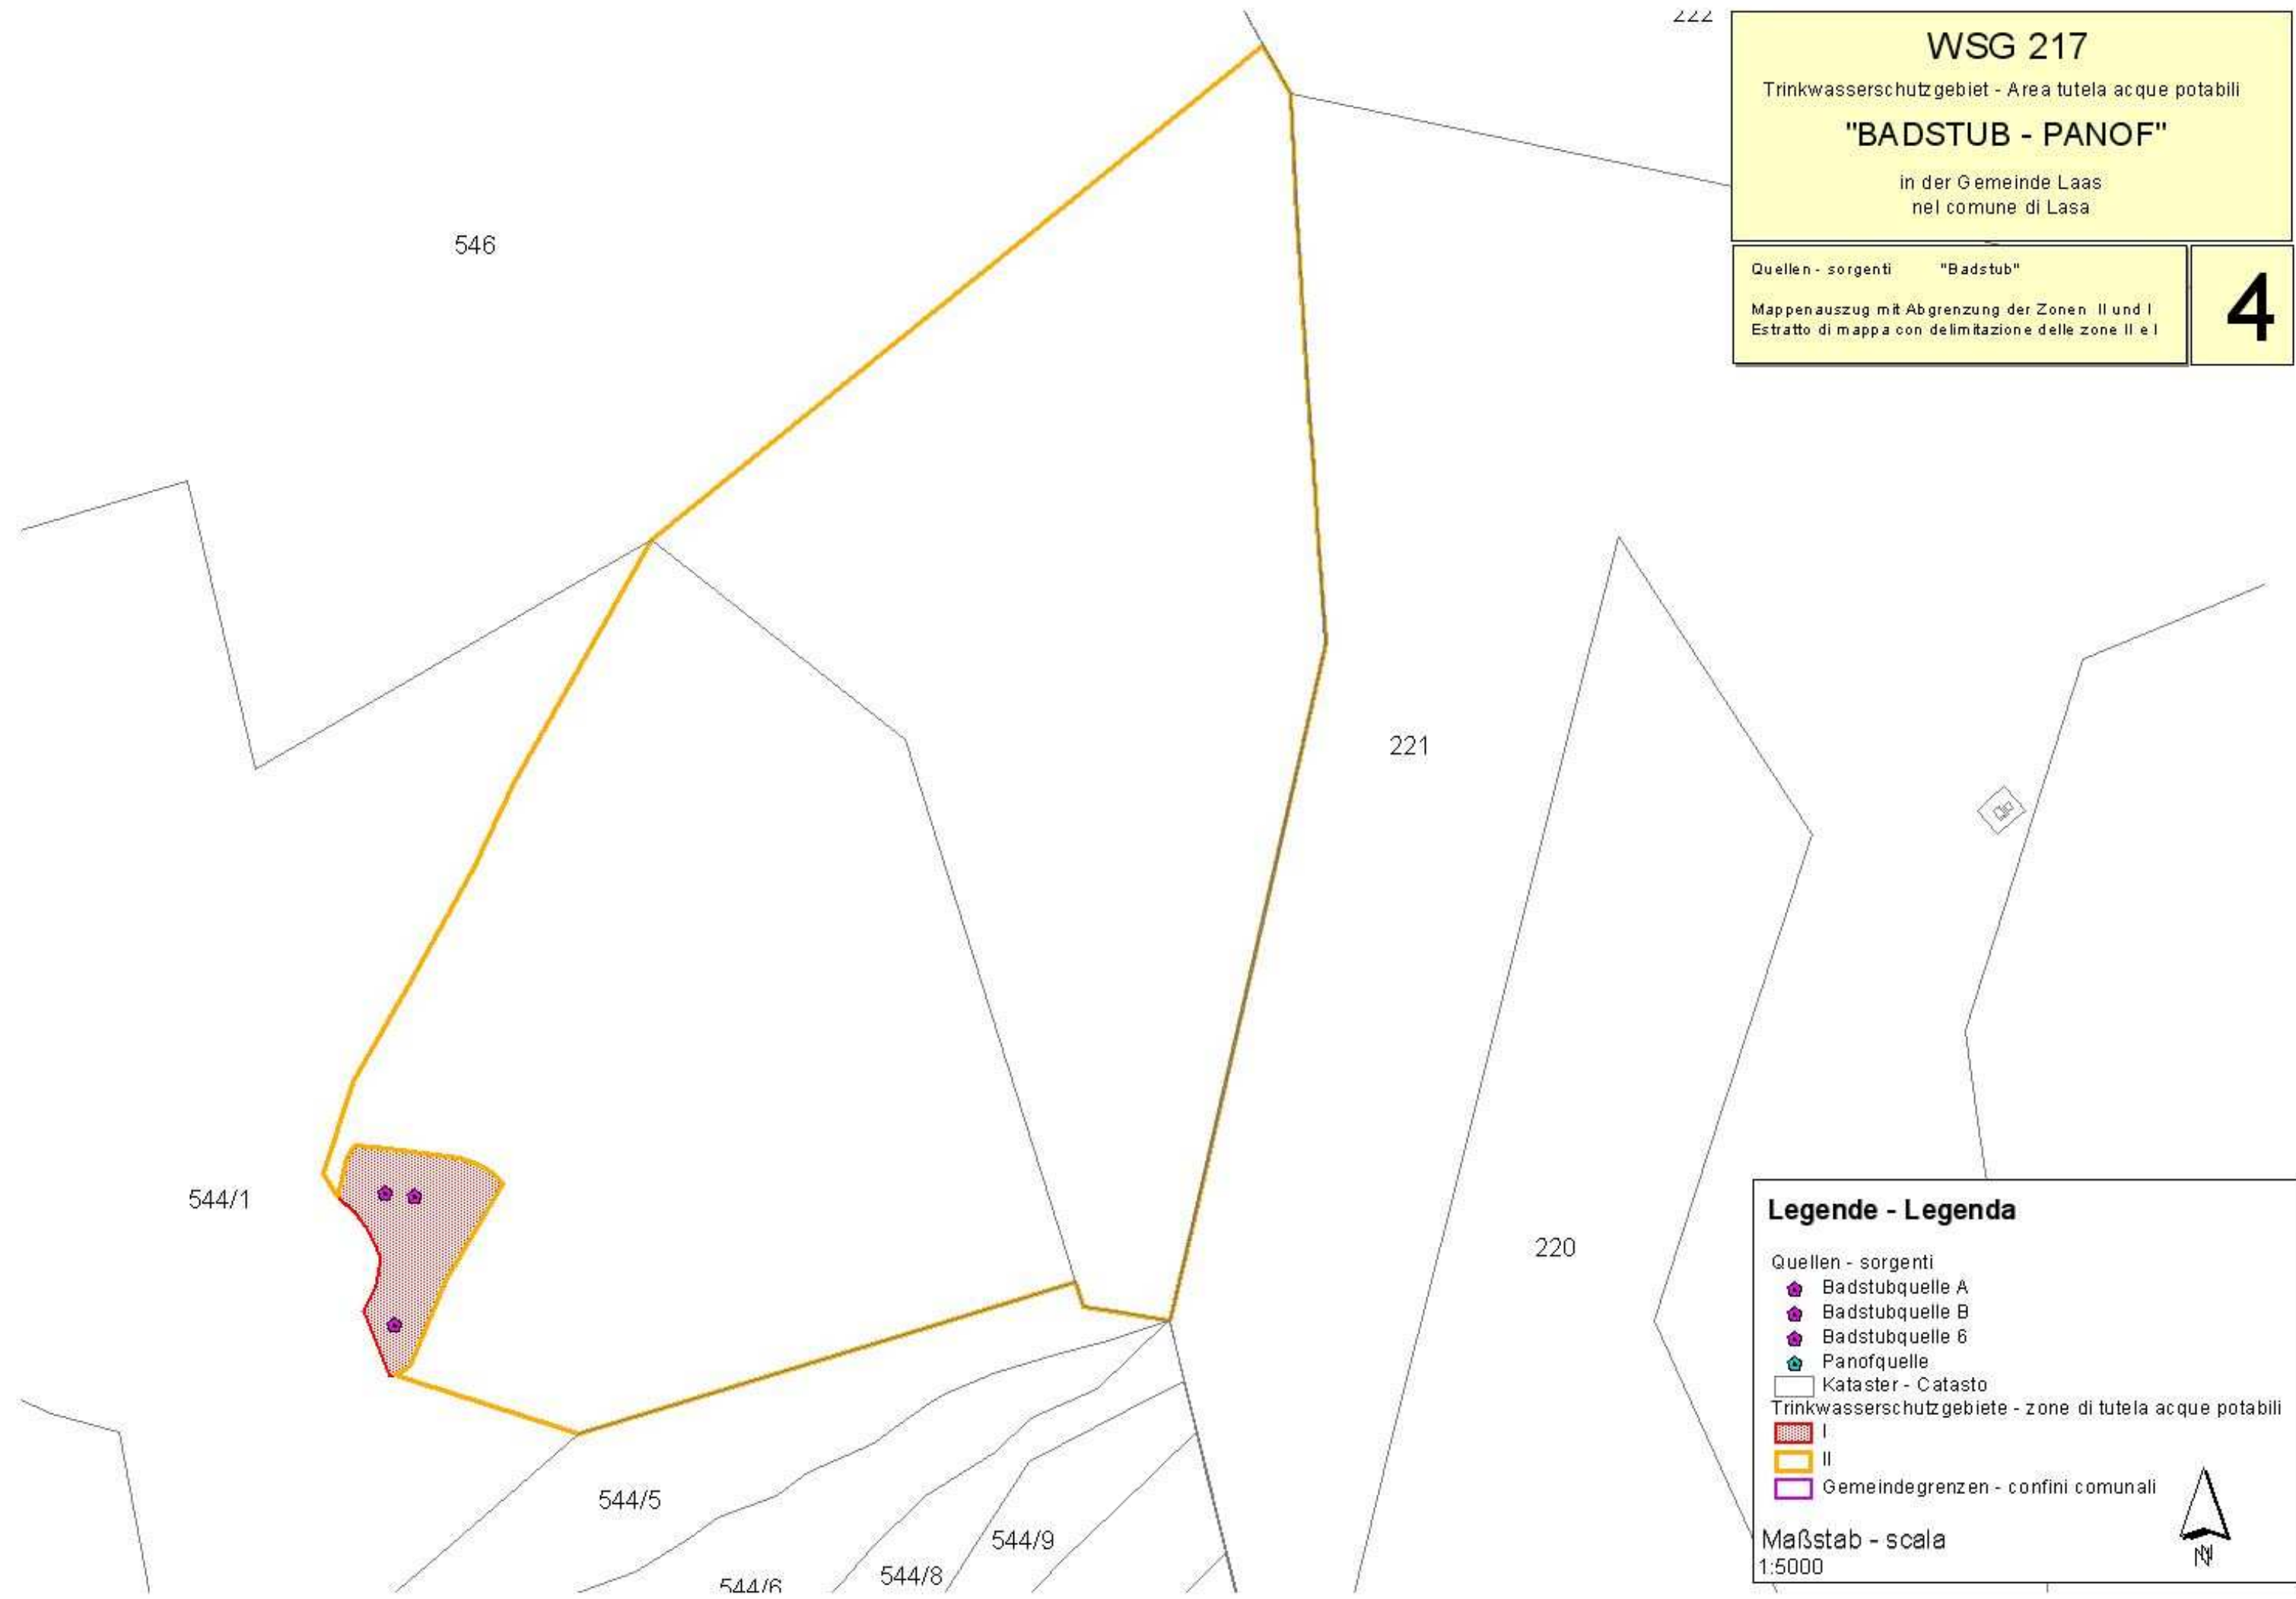 222
WSG 217
Trinkwasserschutzgebiet - Area tutela acque potabili
"BADSTUB - PANOF"
in der Gemeinde Laas
nel comune di Lasa
Quellen - sorgenti "Badstub"
Mappenauszug mit Abgrenzung der Zonen II und I
Estratto di mappa con delimitazione delle zone II e I
4
546
221
544/1
220
544/5
544/9
544/8
544/6
Legende - Legenda
Quellen - sorgenti
Badstubquelle A
Badstubquelle B
Badstubquelle 6
Panofquelle
Kataster - Catasto
Trinkwasserschutzgebiete - zone di tutela acque potabili
I
II
Gemeindegrenzen - confini comunali
Maßstab - scala
1:5000
N